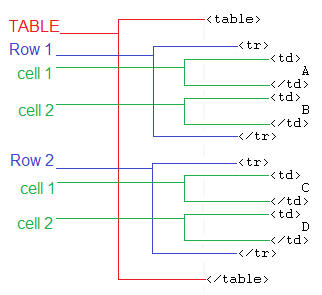 TABLE <table>
Row 1 <tr>
cell 1 <td>
A
</td>
cell 2 <td>
B
</td>
</tr>
Row 2 <tr>
<td>
cell 1 C
</td>
cell 2 <td>
D
</td>
</tr>
</table>